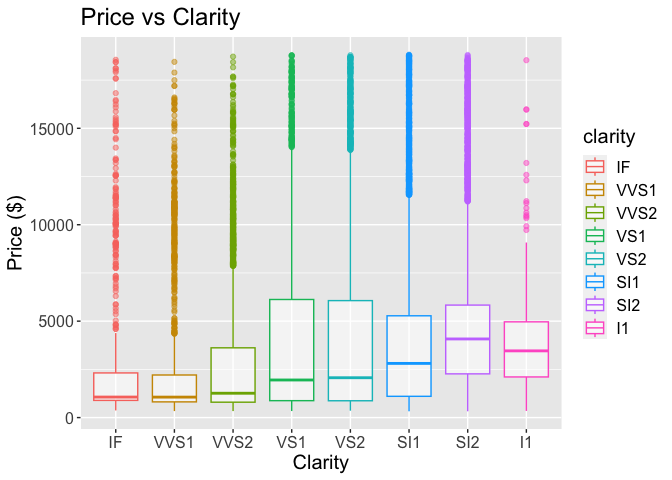 Price vs Clarity
Price ($)
15000
10000
5000
0
IF VVS1 VVS2 VS1 VS2 SI1 SI2 I1
Clarity
clarity
IF
VVS1
VVS2
VS1
VS2
SI1
SI2
I1